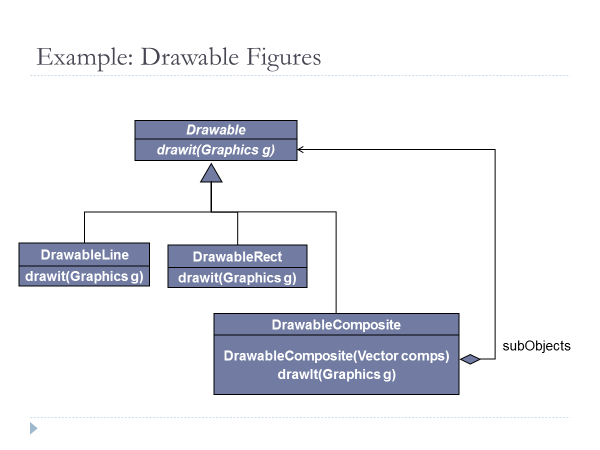 Example: Drawable Figures
Drawable
drawit(Graphics g)
DrawableLine
drawit(Graphics g)
DrawableRect
drawit(Graphics g)
DrawableComposite
DrawableComposite(Vector comps)
drawIt(Graphics g)
subObjects